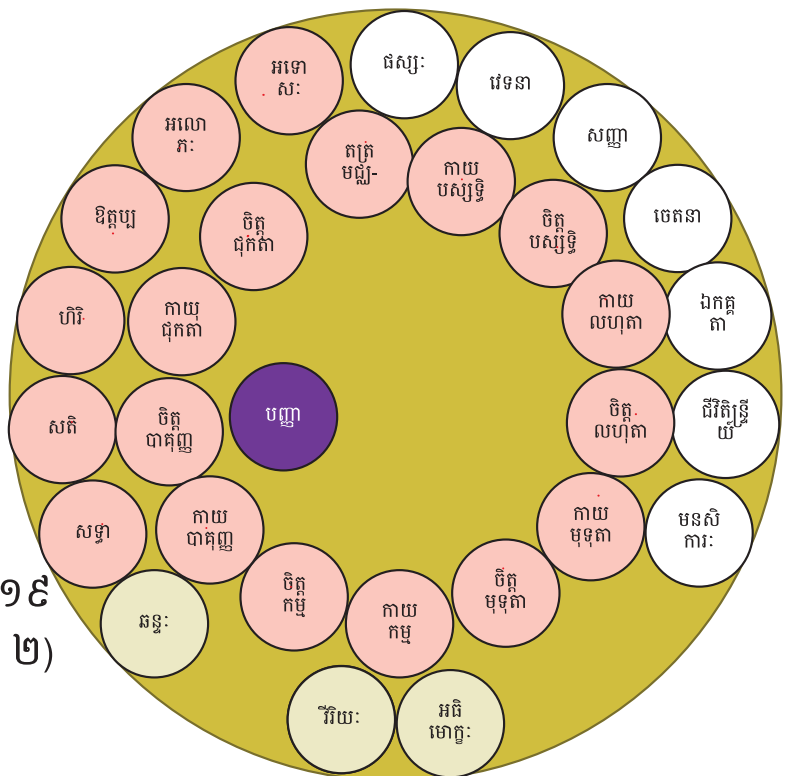 ផស្សៈ
វេទនា
សញ្ញា
ចេតនា
ឯកគ្គ
តា
ជីវិតិន្ទ្រី
យ៍
មនសិ
ការៈ
អធិ
មោក្ខៈ
វីរិយៈ
ឆន្ទៈ
សទ្ធា
សតិ
ហិរិ
ឱត្តប្ប
អលោ
ភៈ
អទោ
សៈ
តត្រ
មជ្ឈ-
កាយ
បស្សទ្ធិ
ចិត្ត
បស្សទ្ធិ
កាយ
លហុតា
ចិត្ត
លហុតា
កាយ
មុទុតា
ចិត្ត
មុទុតា
កាយ
កម្ម
ចិត្ត
កម្ម
កាយ
បាគុញ្ញ
ចិត្ត
បាគុញ្ញ
កាយុ
ជុកតា
ចិត្តុ
ជុកតា
បញ្ញា
១៩
២)